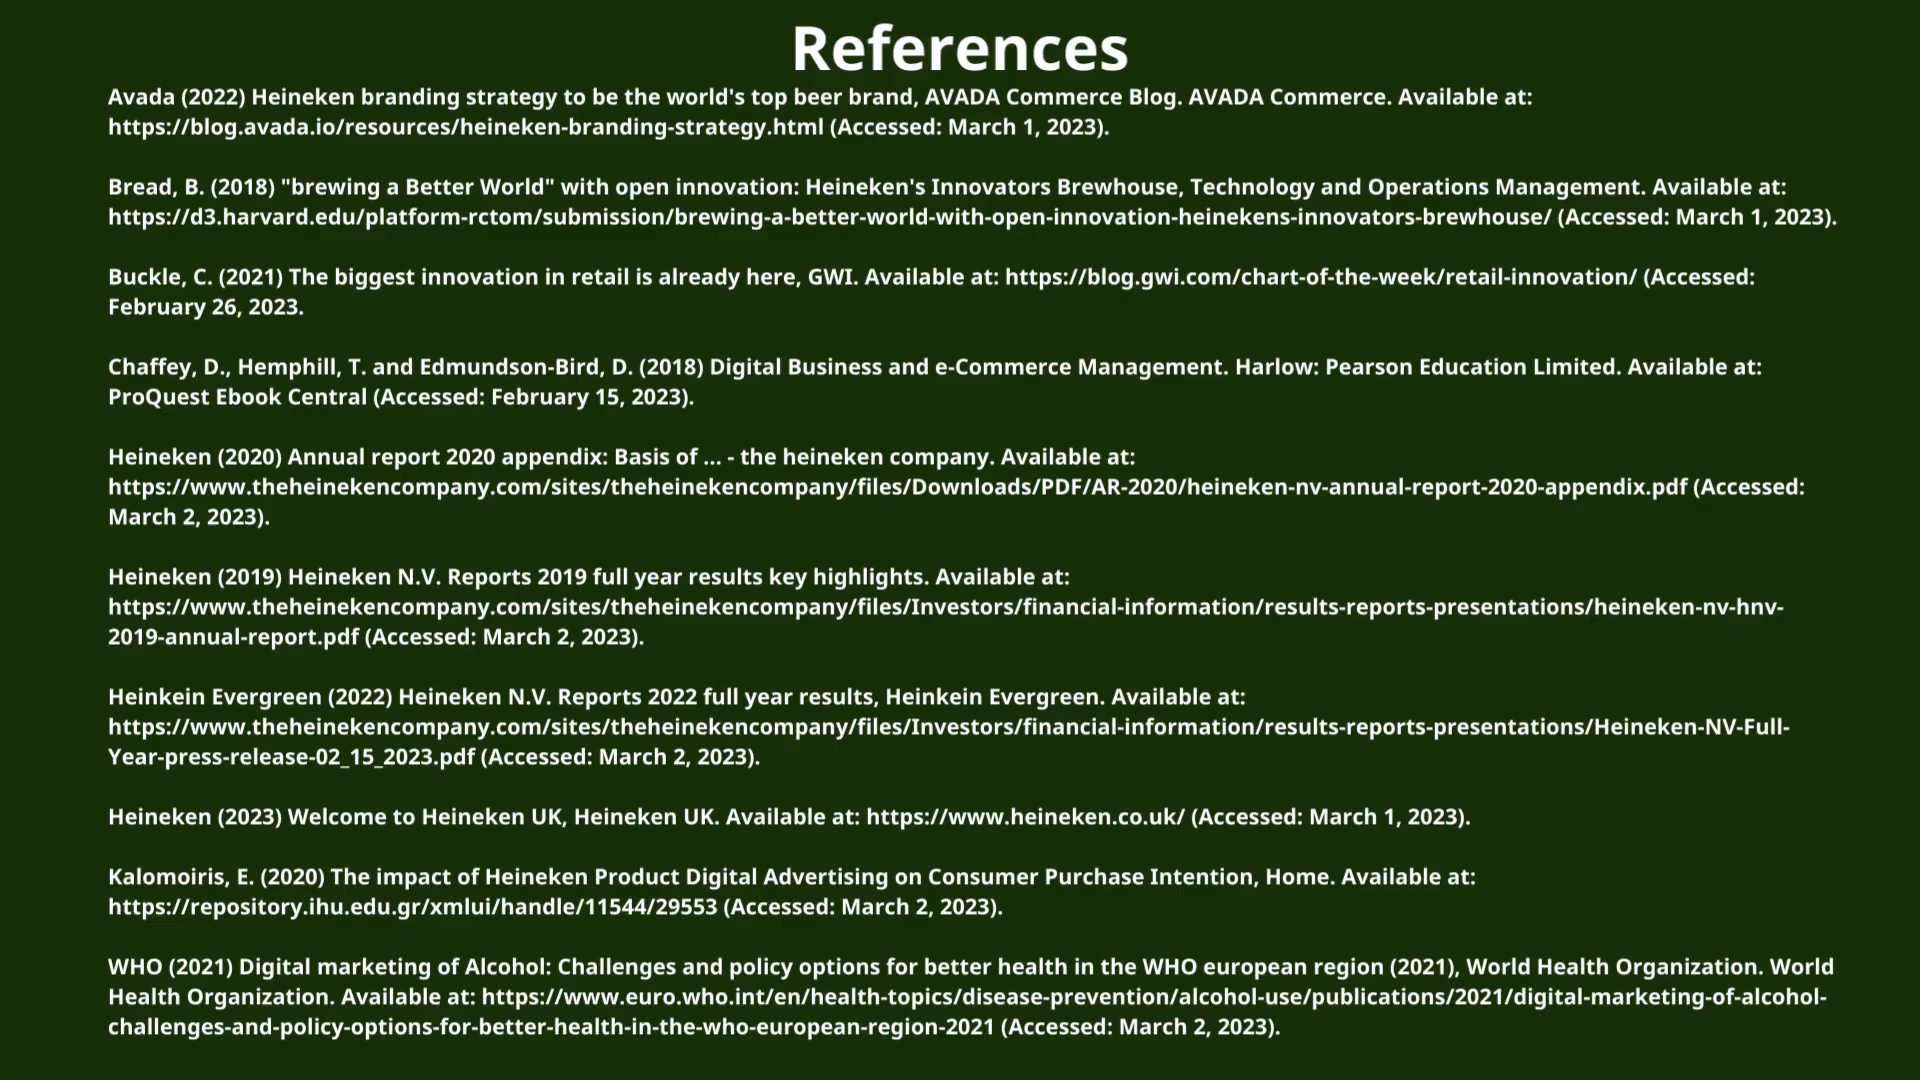 References
Avada (2022) Heineken branding strategy to be the world's top beer brand, AVADA Commerce Blog. AVADA Commerce. Available at:
https://blog.avada.io/resources/heineken-branding-strategy.html (Accessed: March 1, 2023).
Bread, B. (2018) "brewing a Better World" with open innovation: Heineken's Innovators Brewhouse, Technology and Operations Management. Available at:
https://d3.harvard.edu/platform-rctom/submission/brewing-a-better-world-with-open-innovation-heinekens-innovators-brewhouse/ (Accessed: March 1, 2023).
Buckle, C. (2021) The biggest innovation in retail is already here, GWI. Available at: https://blog.gwi.com/chart-of-the-week/retail-innovation/ (Accessed:
February 26, 2023.
Chaffey, D., Hemphill, T. and Edmundson-Bird, D. (2018) Digital Business and e-Commerce Management. Harlow: Pearson Education Limited. Available at:
ProQuest Ebook Central (Accessed: February 15, 2023).
Heineken (2020) Annual report 2020 appendix: Basis of ... - the heineken company. Available at:
https://www.theheinekencompany.com/sites/theheinekencompany/files/Downloads/PDF/AR-2020/heineken-nv-annual-report-2020-appendix.pdf (Accessed:
March 2, 2023).
Heineken (2019) Heineken N.V. Reports 2019 full year results key highlights. Available at:
https://www.theheinekencompany.com/sites/theheinekencompany/files/Investors/financial-information/results-reports-presentations/heineken-nv-hnv-
2019-annual-report.pdf (Accessed: March 2, 2023).
Heinkein Evergreen (2022) Heineken N.V. Reports 2022 full year results, Heinkein Evergreen. Available at:
https://www.theheinekencompany.com/sites/theheinekencompany/files/Investors/financial-information/results-reports-presentations/Heineken-NV-Full-
Year-press-release-02_15_2023.pdf (Accessed: March 2, 2023).
Heineken (2023) Welcome to Heineken UK, Heineken UK. Available at: https://www.heineken.co.uk/ (Accessed: March 1, 2023).
Kalomoiris, E. (2020) The impact of Heineken Product Digital Advertising on Consumer Purchase Intention, Home. Available at:
https://repository.ihu.edu.gr/xmlui/handle/11544/29553 (Accessed: March 2, 2023).
WHO (2021) Digital marketing of Alcohol: Challenges and policy options for better health in the WHO european region (2021), World Health Organization. World
Health Organization. Available at: https://www.euro.who.int/en/health-topics/disease-prevention/alcohol-use/publications/2021/digital-marketing-of-alcohol-
challenges-and-policy-options-for-better-health-in-the-who-european-region-2021 (Accessed: March 2, 2023).